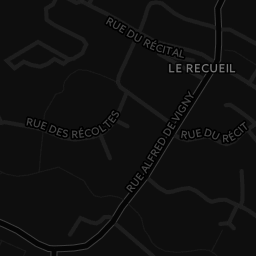 RUE DU RÉCITAL
LE RECUEIL
RUE DES RÉCOLTES
RUE ALFRED DE VIGNY
RUE DU RÉCIT